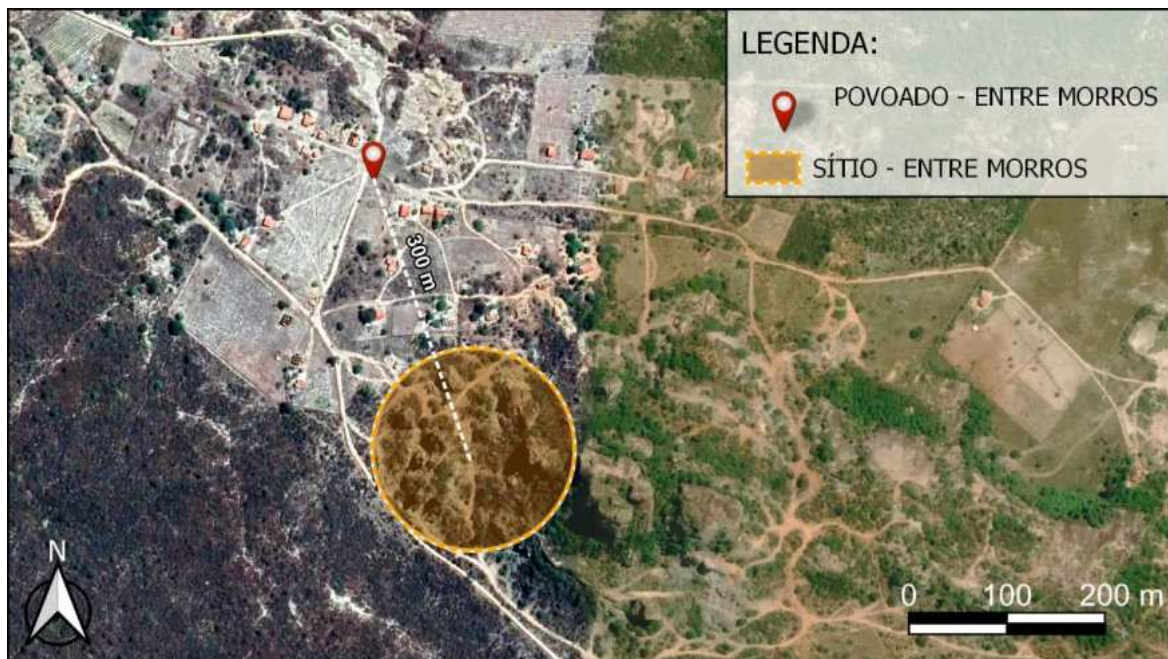 LEGENDA:
POVOADO - ENTRE MORROS
SÍTIO - ENTRE MORROS
300 m
N
0 100 200 m